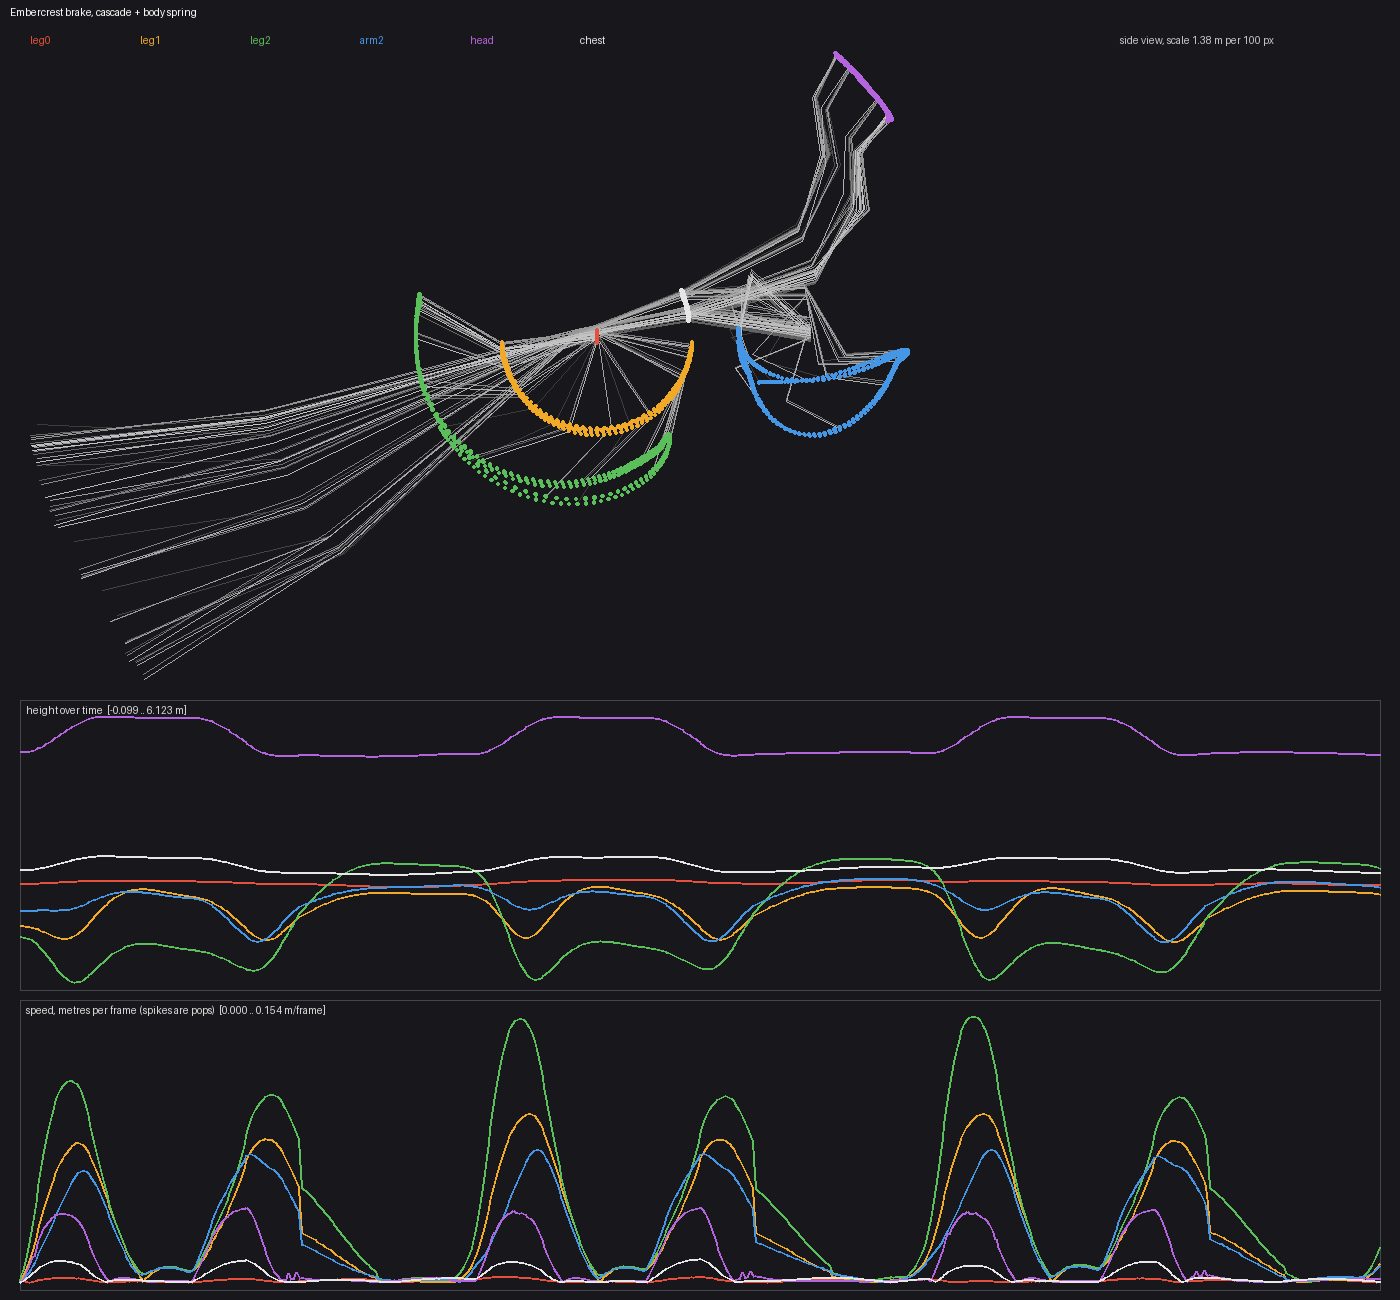 Embercrest brake, cascade + body spring
leg0 leg1 leg2 arm2 head chest side view, scale 1.38 m per 100 px
height over time [-0.099 .. 6.123 m]
speed, metres per frame (spikes are pops) [0.000 .. 0.154 m/frame]